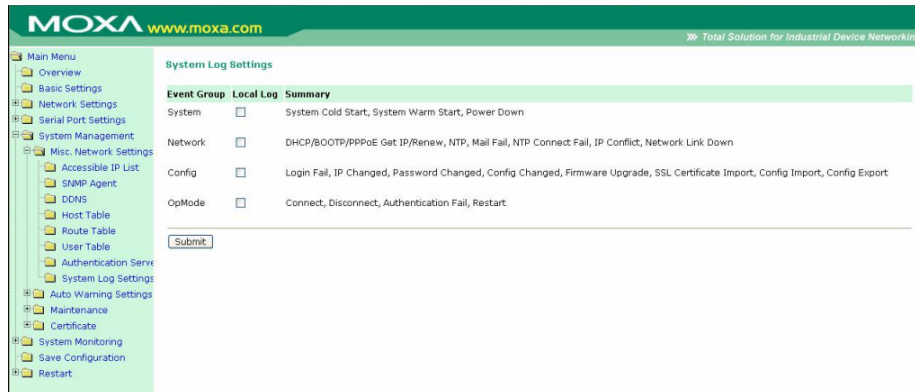 MOXA www.moxa.com
Total Solution for Industrial Device Networkin
Main Menu
Overview
Basic Settings
Network Settings
Serial Port Settings
System Management
Misc. Network Settings
Accessible IP List
SNMP Agent
DDNS
Host Table
Route Table
User Table
Authentication Serve
System Log Settings
Auto Warning Settings
Maintenance
Certificate
System Monitoring
Save Configuration
Restart
System Log Settings
Event Group Local Log Summary
System System Cold Start, System Warm Start, Power Down
Network DHCP/BOOTP/PPPoE Get IP/Renew, NTP, Mail Fail, NTP Connect Fail, IP Conflict, Network Link Down
Config Login Fail, IP Changed, Password Changed, Config Changed, Firmware Upgrade, SSL Certificate Import, Config Import, Config Export
OpMode Connect, Disconnect, Authentication Fail, Restart
Submit